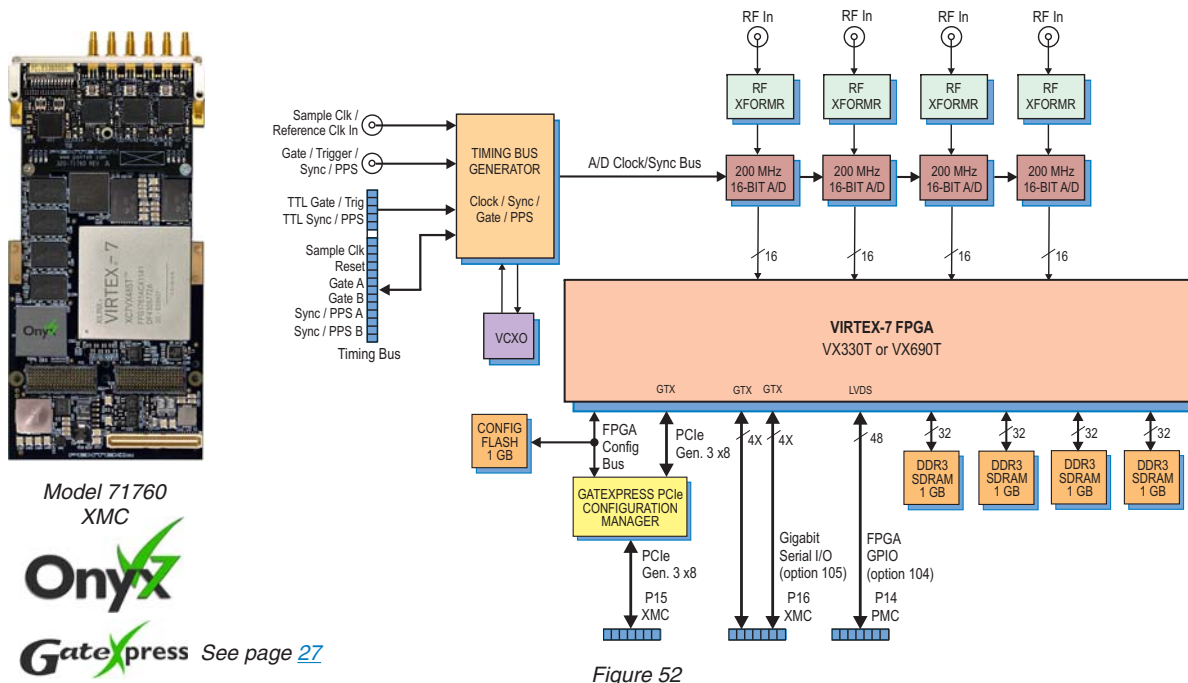 RF In
RF In
RF In
RF In
RF
XFORMR
RF
XFORMR
RF
XFORMR
RF
XFORMR
Sample Clk /
Reference Clk In
Gate / Trigger /
Sync / PPS
TTL Gate / Trig
TTL Sync / PPS
Sample Clk
Reset
Gate A
Gate B
Sync / PPS A
Sync / PPS B
Timing Bus
TIMING BUS
GENERATOR
Clock / Sync /
Gate / PPS
VCXO
A/D Clock/Sync Bus
200 MHz
16-BIT A/D
200 MHz
16-BIT A/D
200 MHz
16-BIT A/D
200 MHz
16-BIT A/D
16
16
16
16
VIRTEX-7 FPGA
VX330T or VX690T
GTX
GTX
GTX
LVDS
CONFIG
FLASH
1 GB
FPGA
Config
Bus
PCIe
Gen. 3 x8
4X
4X
48
32
32
32
32
DDR3
SDRAM
1 GB
DDR3
SDRAM
1 GB
DDR3
SDRAM
1 GB
DDR3
SDRAM
1 GB
GATEXPRESS PCIe
CONFIGURATION
MANAGER
PCIe
Gen. 3 x8
P15
XMC
Gigabit
Serial I/O
(option 105)
P16
XMC
FPGA
GPIO
(option 104)
P14
PMC
www.pentek.com
XILINX
VIRTEX-7
Onyx
Model 71760
XMC
Onyx7
GateXpress
See page 27
Figure 52